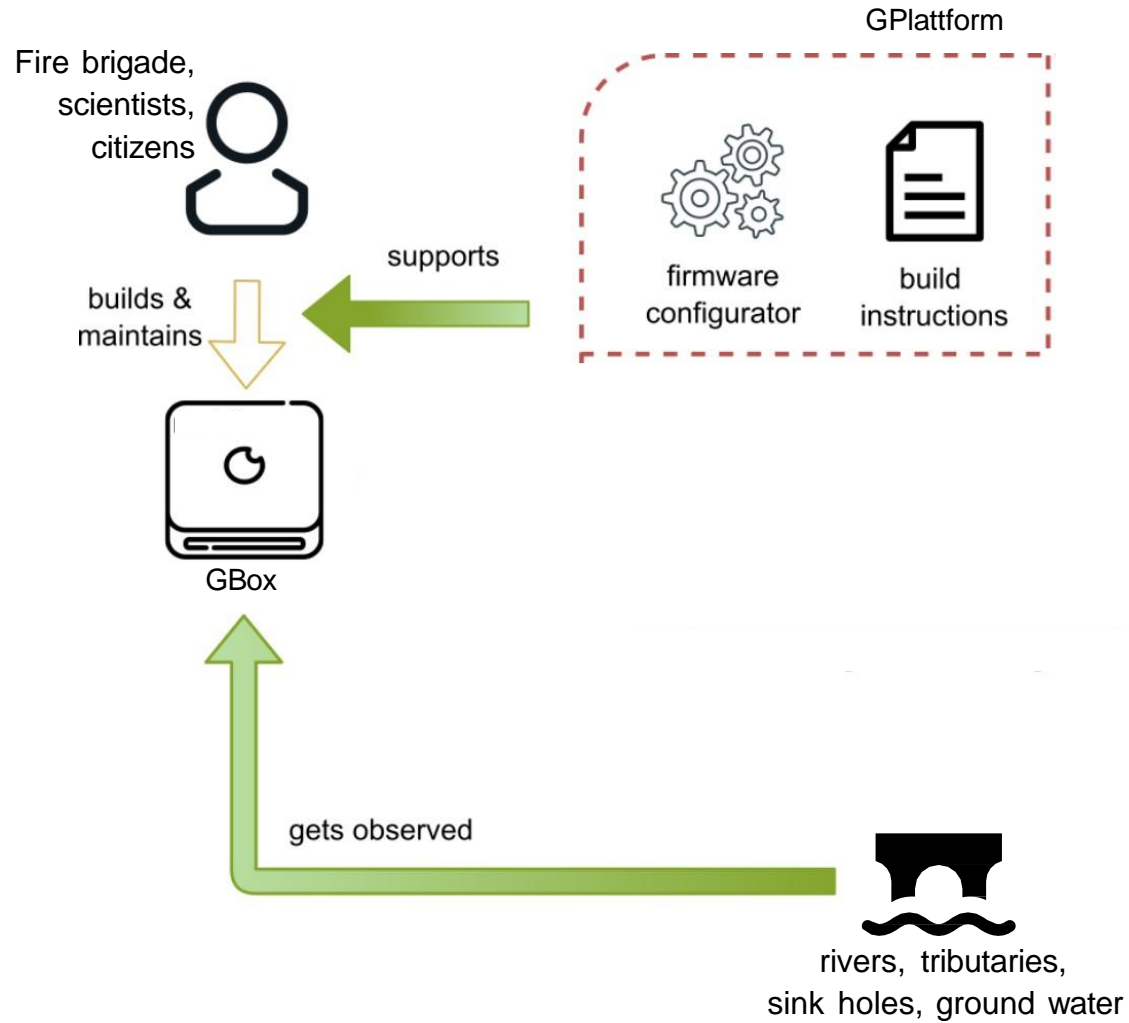 GPlattform
Fire brigade,
scientists,
citizens
supports
firmware
configurator
build
instructions
builds &
maintains
GBox
gets observed
rivers, tributaries,
sink holes, ground water